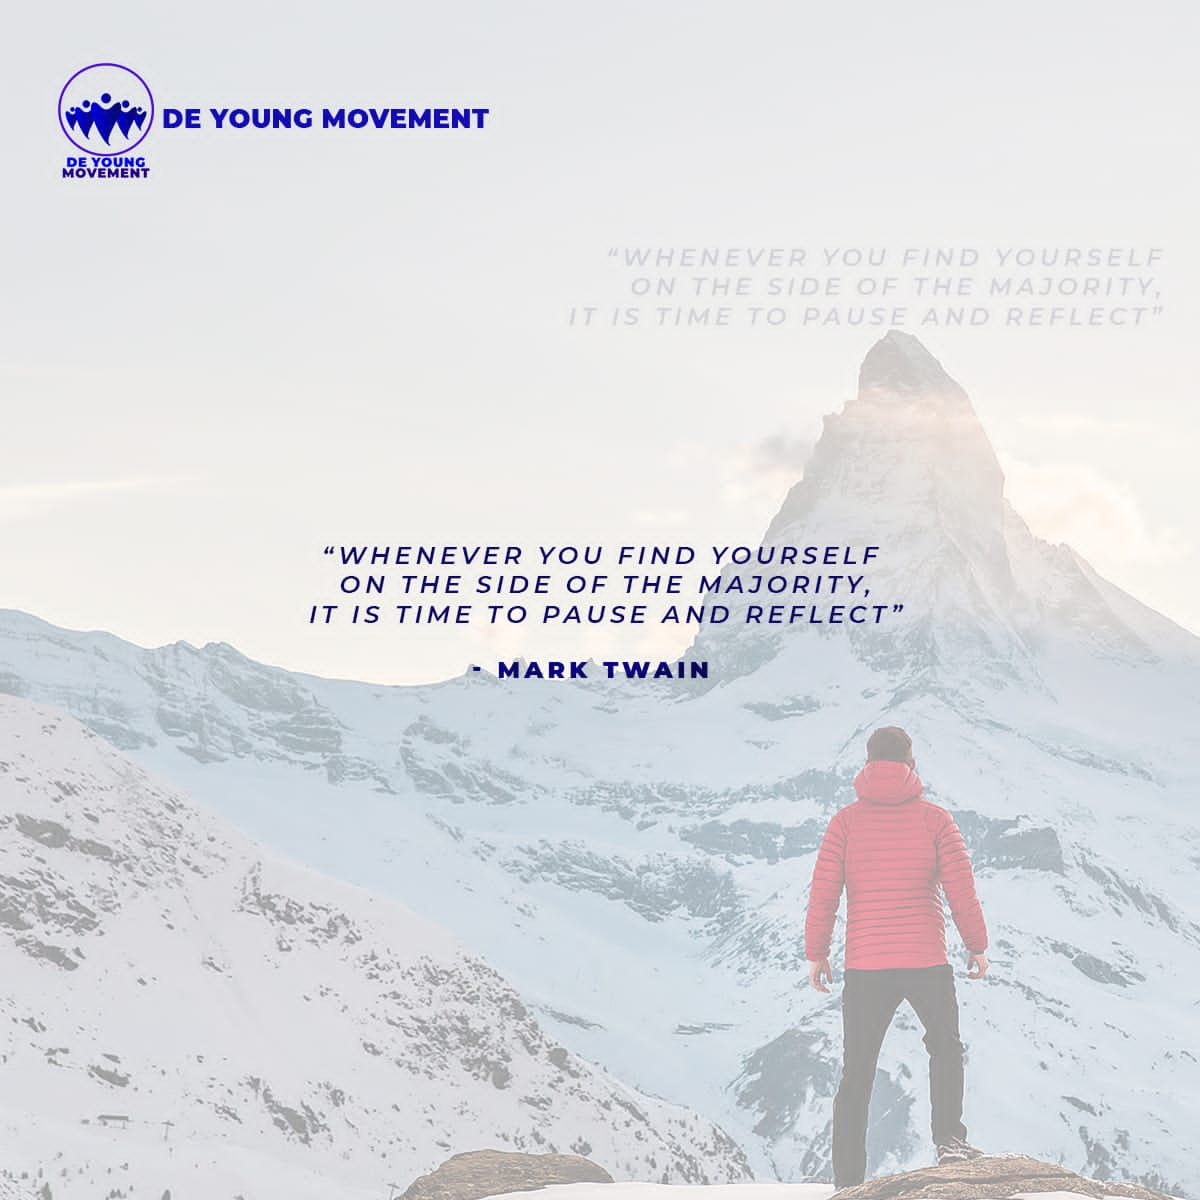 DE YOUNG MOVEMENT
DE YOUNG
MOVEMENT
“WHENEVER YOU FIND YOURSELF
ON THE SIDE OF THE MAJORITY,
IT IS TIME TO PAUSE AND REFLECT”
“WHENEVER YOU FIND YOURSELF
ON THE SIDE OF THE MAJORITY,
IT IS TIME TO PAUSE AND REFLECT”
- MARK TWAIN